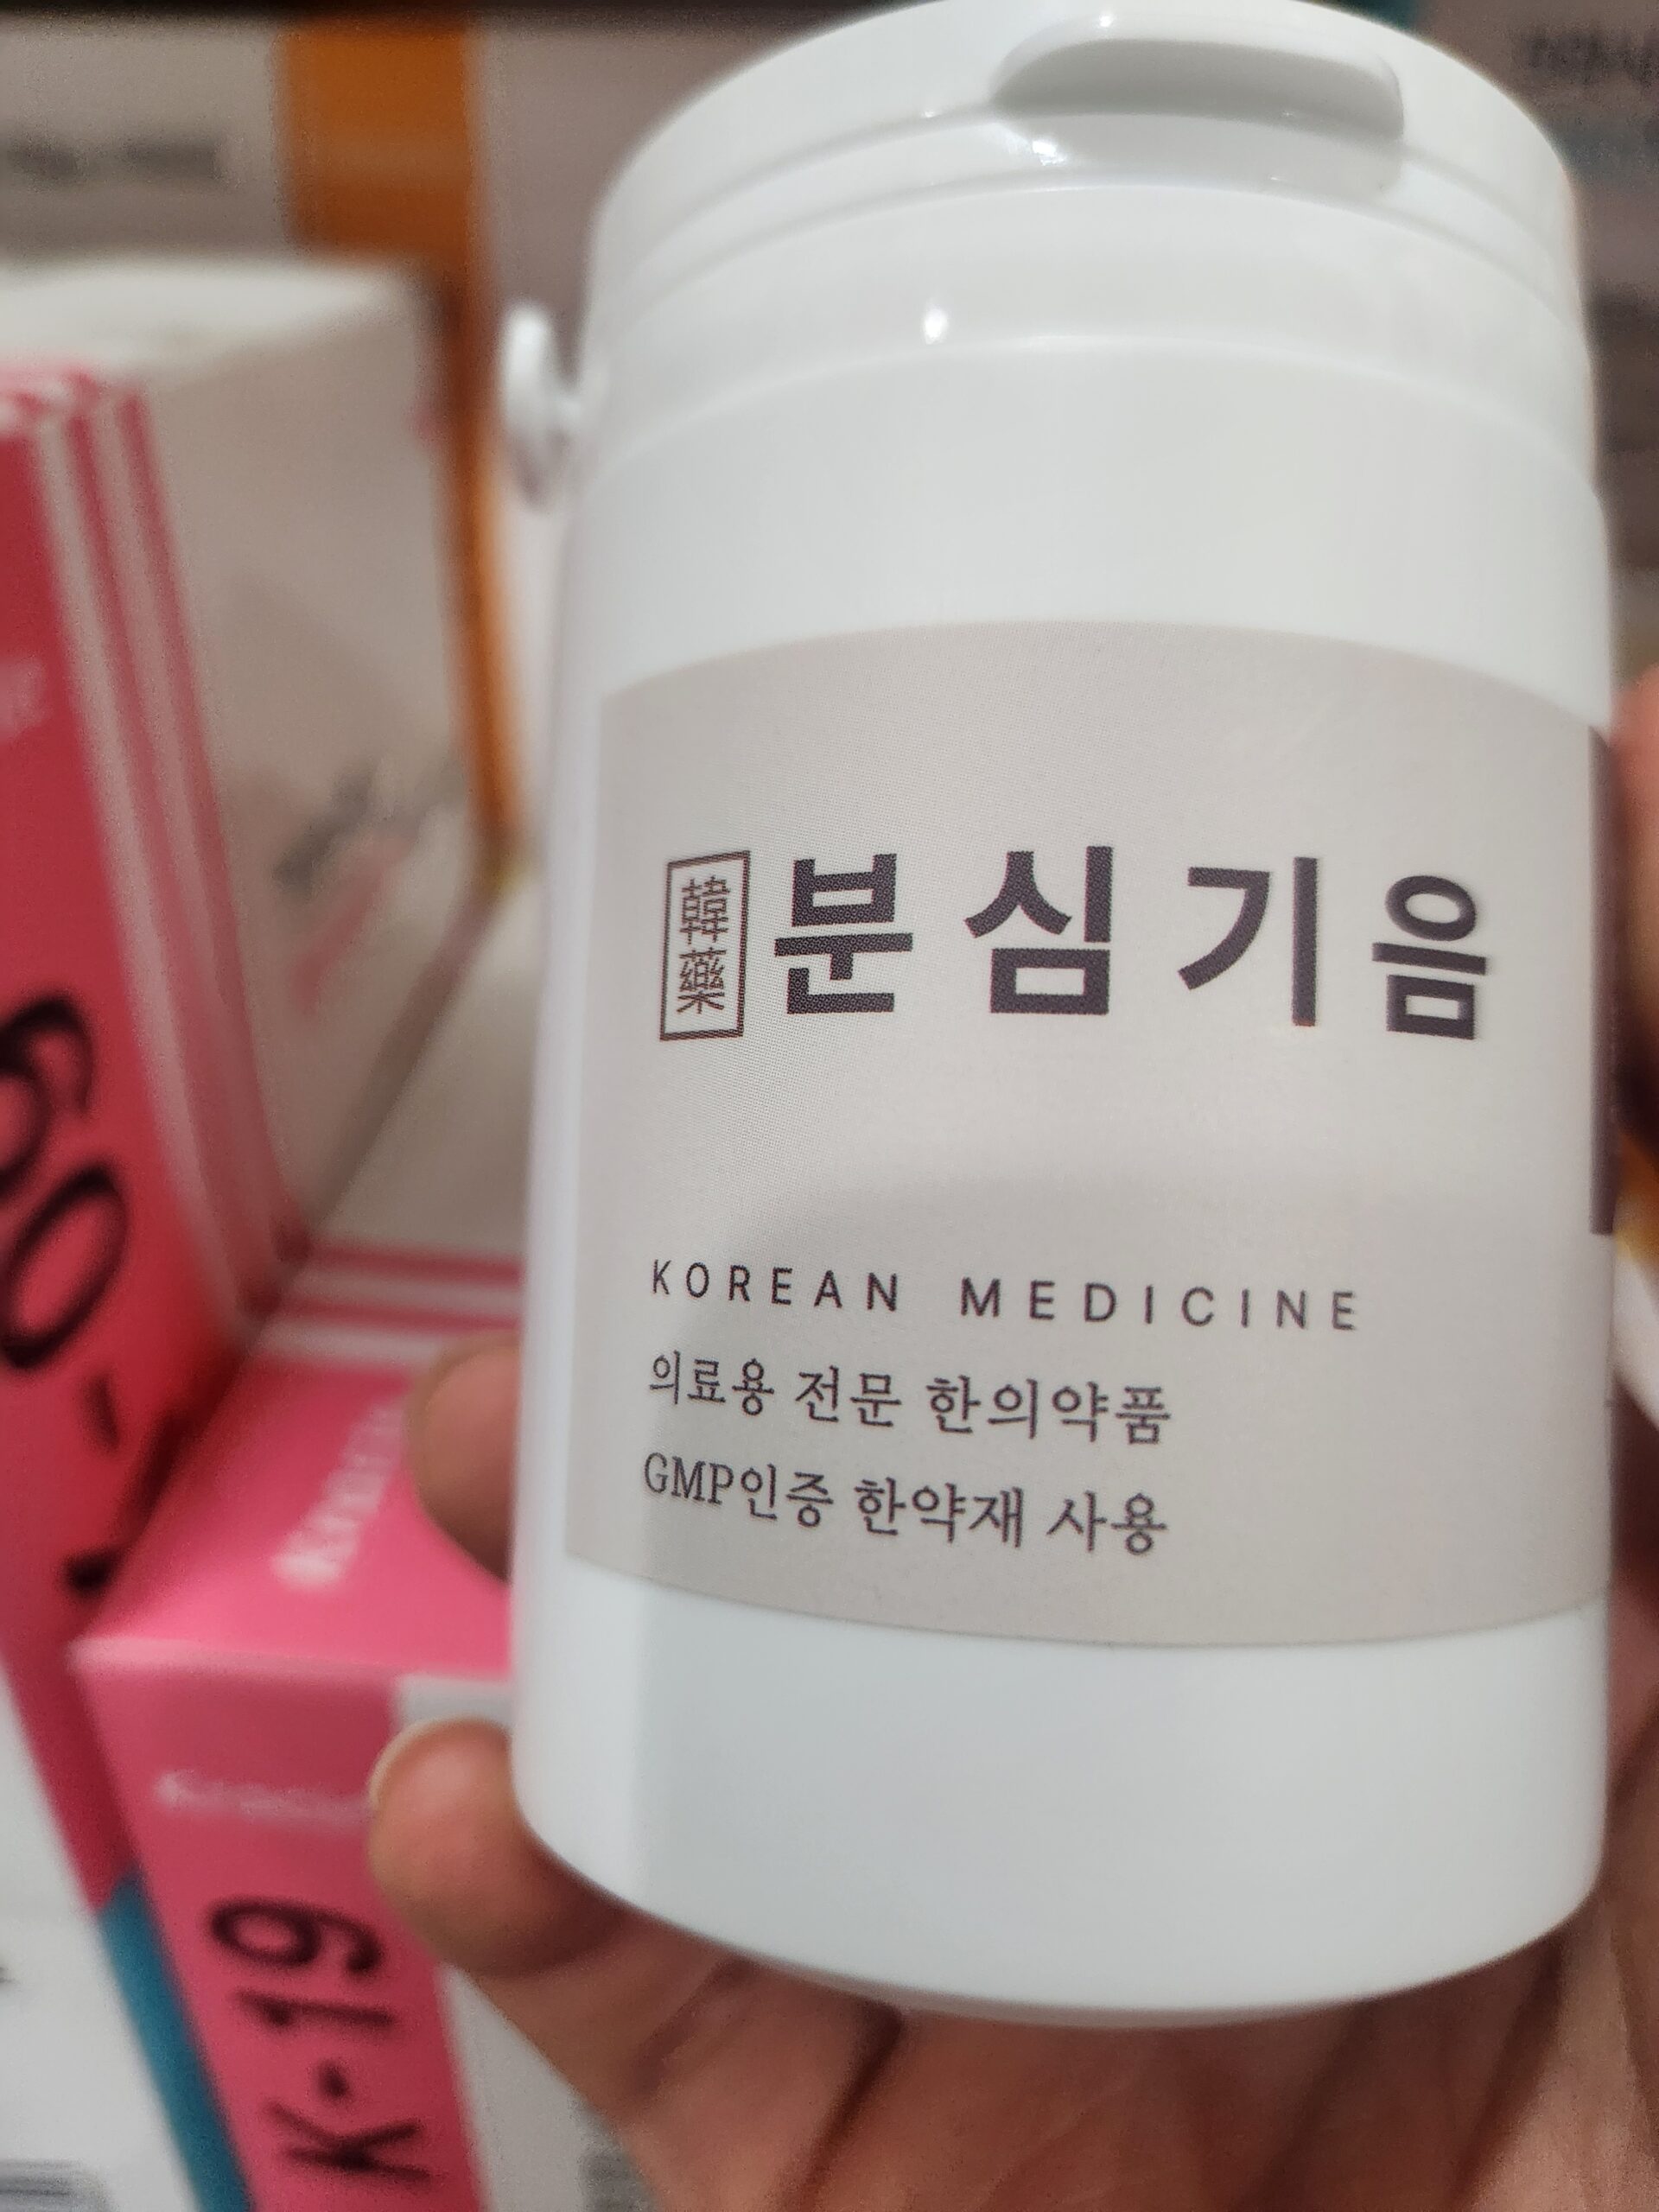 韓藥 분심기음
KOREAN MEDICINE
의료용 전문 한의약품
GMP인증 한약재 사용
K-19